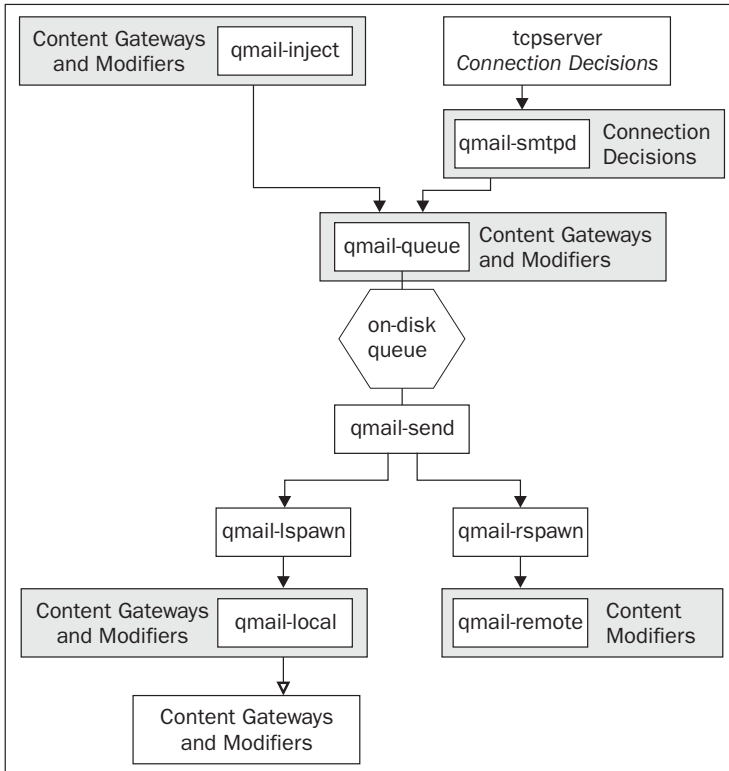 Content Gateways
and Modifiers
qmail-inject
tcpserver
Connection Decisions
qmail-smtpd
Connection
Decisions
qmail-queue
Content Gateways
and Modifiers
on-disk
queue
qmail-send
qmail-lspawn
qmail-rspawn
Content Gateways
and Modifiers
qmail-local
qmail-remote
Content
Modifiers
Content Gateways
and Modifiers